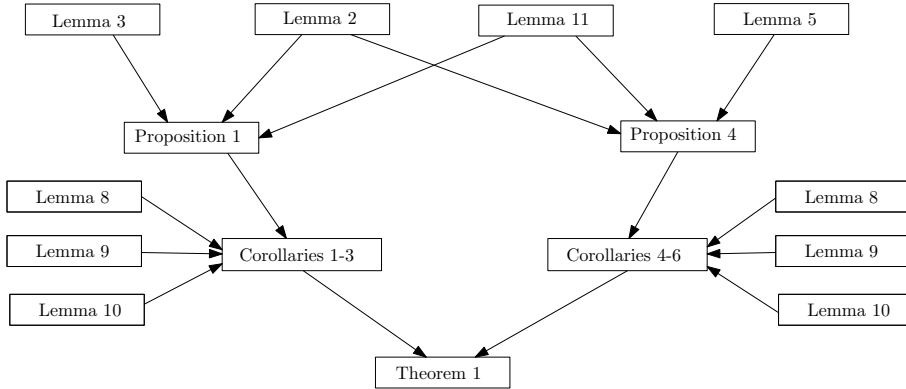 Lemma 3
Lemma 2
Lemma 11
Lemma 5
Proposition 1
Proposition 4
Lemma 8
Lemma 8
Lemma 9
Corollaries 1-3
Corollaries 4-6
Lemma 9
Lemma 10
Lemma 10
Theorem 1